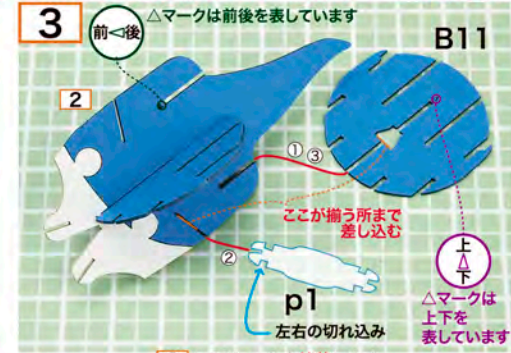 3
前◁後
△マークは前後を表しています
B11
2
① ③
ここが揃う所まで
差し込む
②
上
△
下
p1
△マークは
上下を
表しています
左右の切れ込み